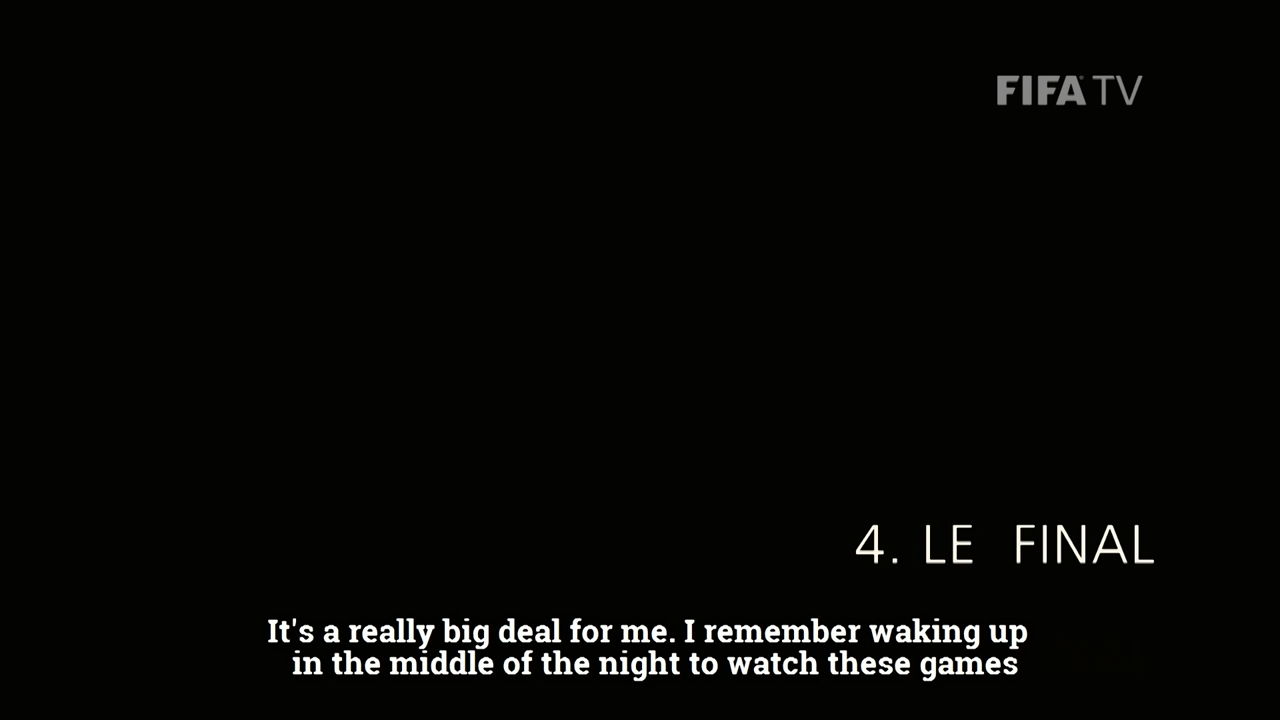 FIFA TV
4. LE FINAL
It's a really big deal for me. I remember waking up
in the middle of the night to watch these games